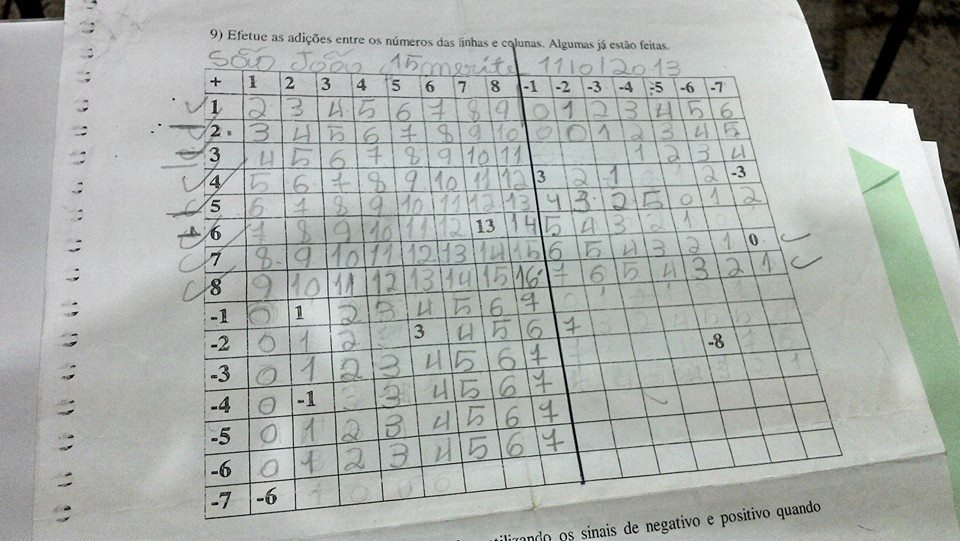 9) Efetue as adições entre os números das linhas e colunas. Algumas já estão feitas.
São João 15 meriti 11 10 / 2013
+ 1 2 3 4 5 6 7 8 -1 -2 -3 -4 -5 -6 -7
1 2 3 4 5 6 7 8 9 0 1 2 3 4 5 6
2 3 4 5 6 7 8 9 10 0 0 1 2 3 4 5
3 4 5 6 7 8 9 10 11 1 2 3 4
4 5 6 7 8 9 10 11 12 3 2 1 1 2 -3
5 6 7 8 9 10 11 12 13 4 3 2 5 0 1 2
6 7 8 9 10 11 12 13 14 5 4 3 2 1
7 8 9 10 11 12 13 14 15 6 5 4 3 2 1 0
8 9 10 11 12 13 14 15 16 7 6 5 4 3 2 1
-1 0 1 2 3 4 5 6 7
-2 0 1 2 3 4 5 6 7 -8
-3 0 1 2 3 4 5 6 7
-4 0 -1 3 4 5 6 7
-5 0 1 2 3 4 5 6 7
-6 0 1 2 3 4 5 6 7
-7 -6
os sinais de negativo e positivo quando